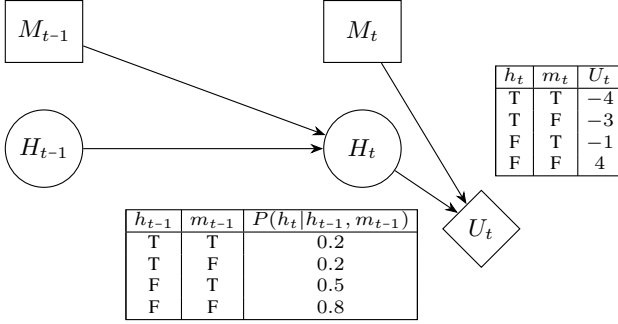 M_{t-1}
M_t
H_{t-1}
H_t
U_t
h_t m_t U_t
T T −4
T F −3
F T −1
F F 4
h_{t-1} m_{t-1} P(h_t|h_{t-1}, m_{t-1})
T T 0.2
T F 0.2
F T 0.5
F F 0.8